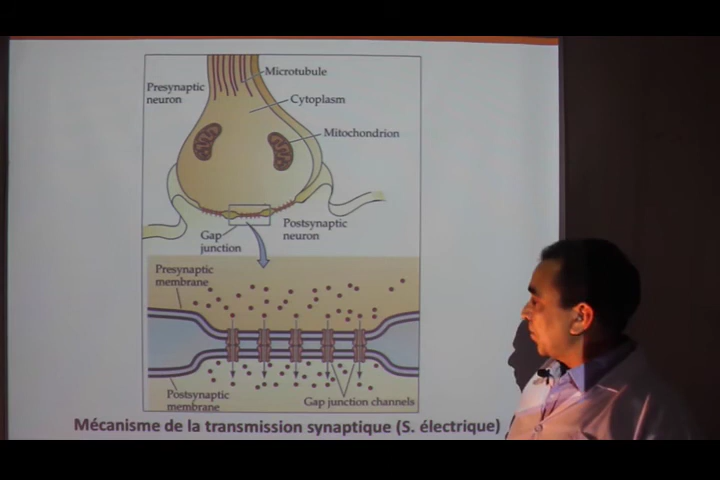 Microtubule
Presynaptic
neuron
Cytoplasm
Mitochondrion
Gap
junction
Postsynaptic
neuron
Presynaptic
membrane
Postsynaptic
membrane
Gap junction channels
Mécanisme de la transmission synaptique (S. électrique)